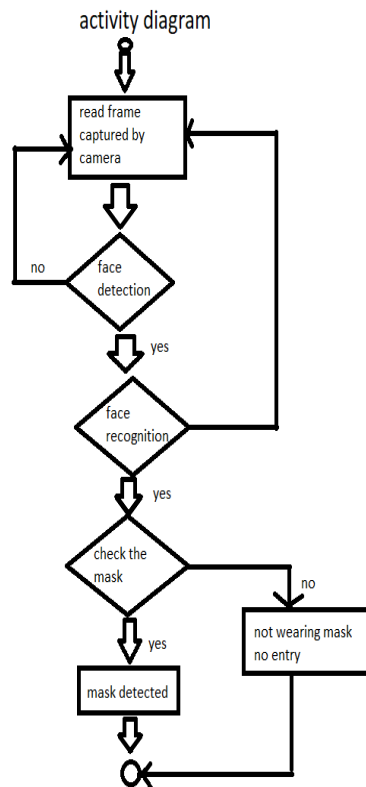 activity diagram
read frame
captured by
camera
no
face
detection
yes
face
recognition
yes
check the
mask
no
not wearing mask
no entry
yes
mask detected